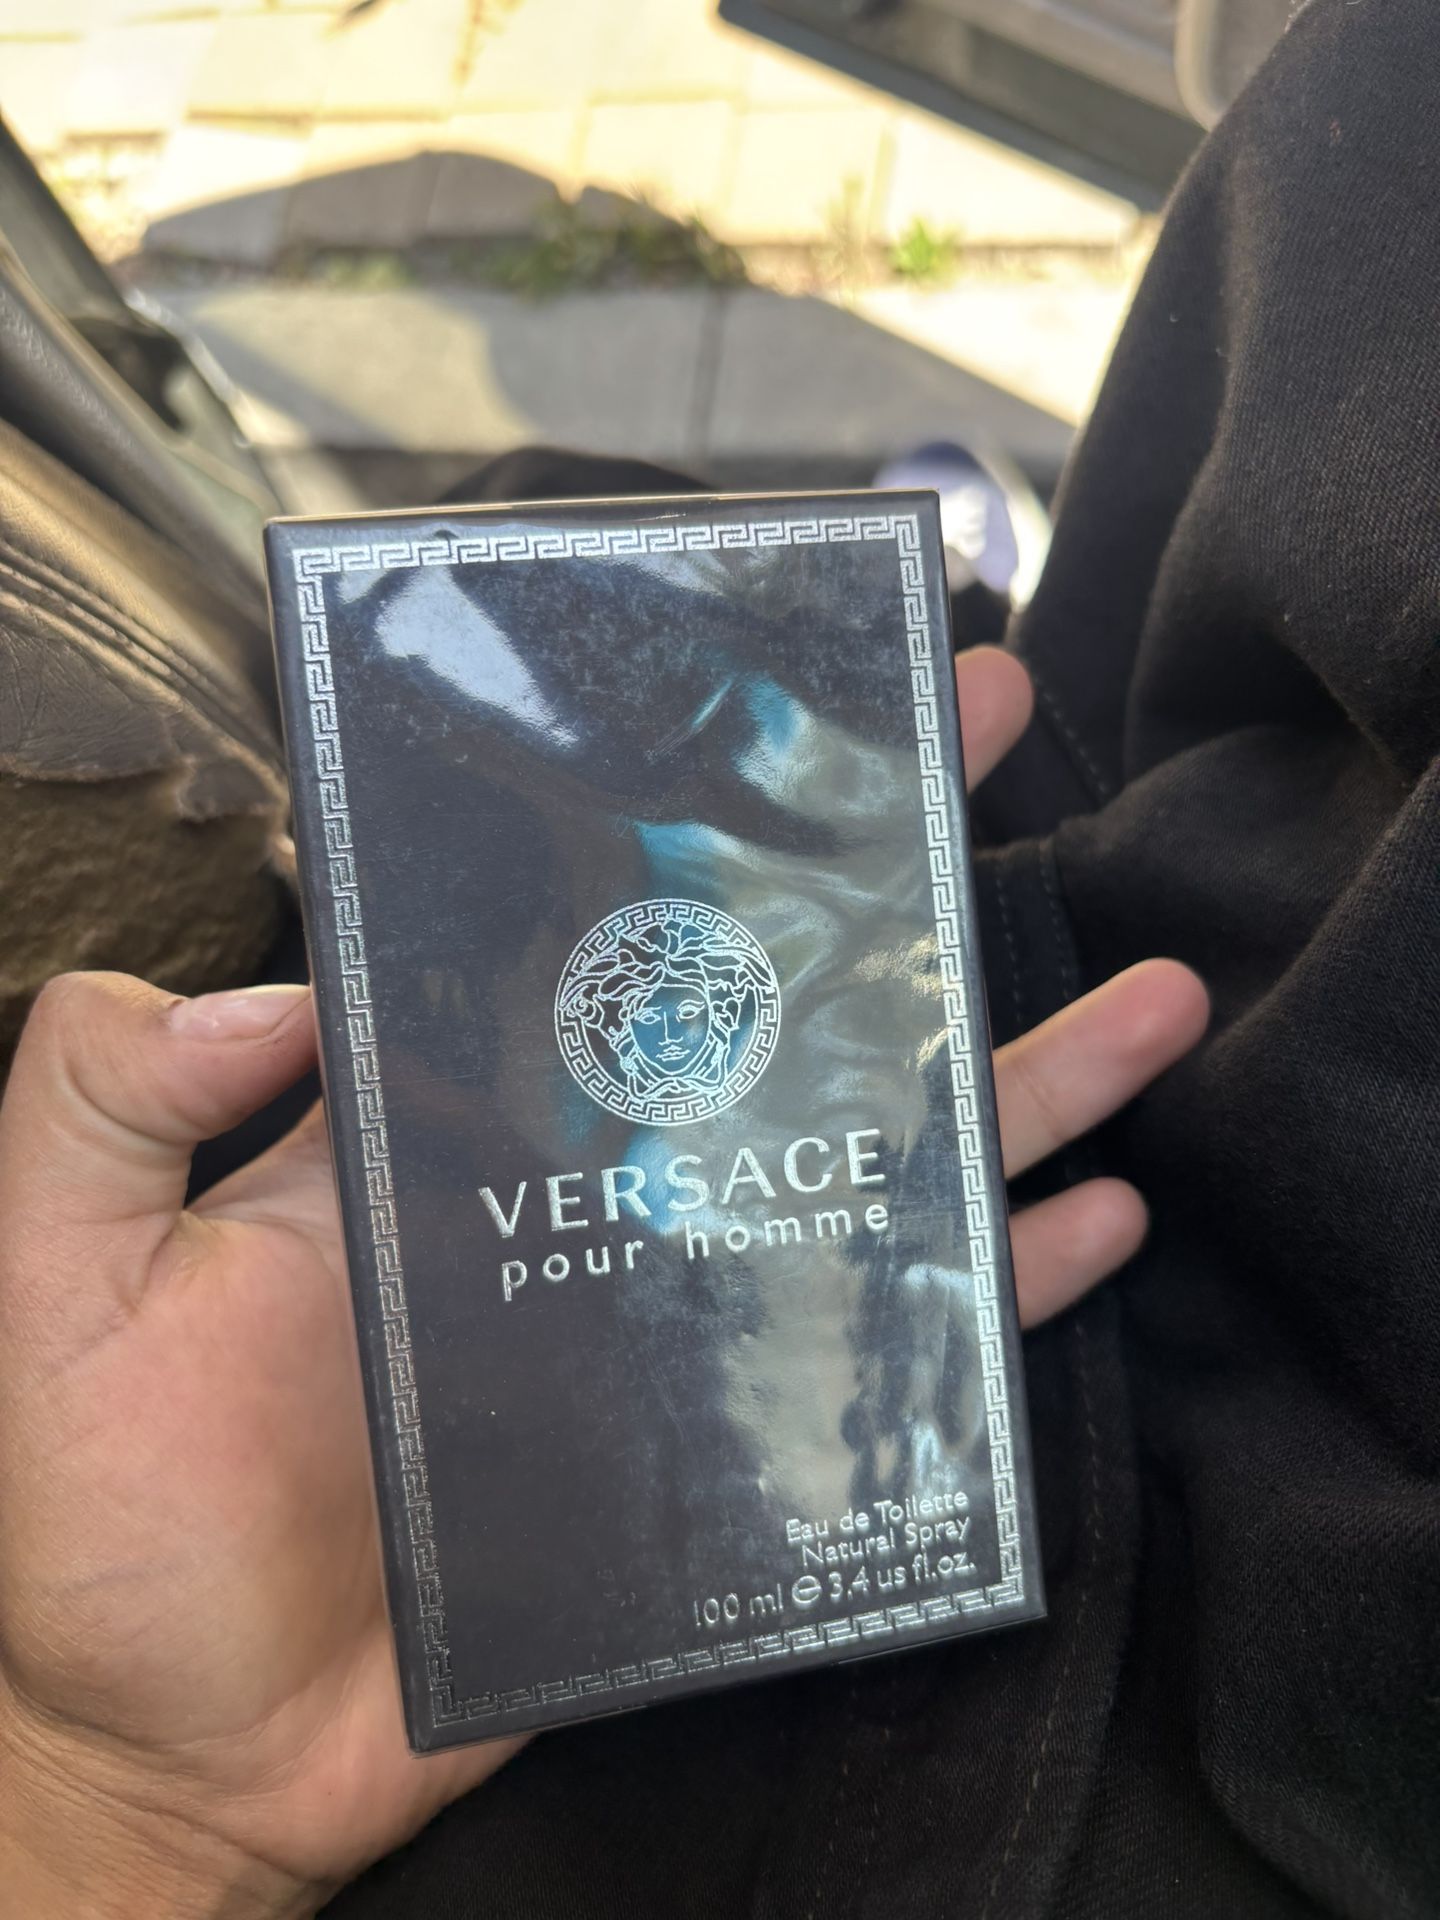 VERSACE
pour homme
Eau de Toilette
Natural Spray
100 ml ℮ 3.4 us fl.oz.